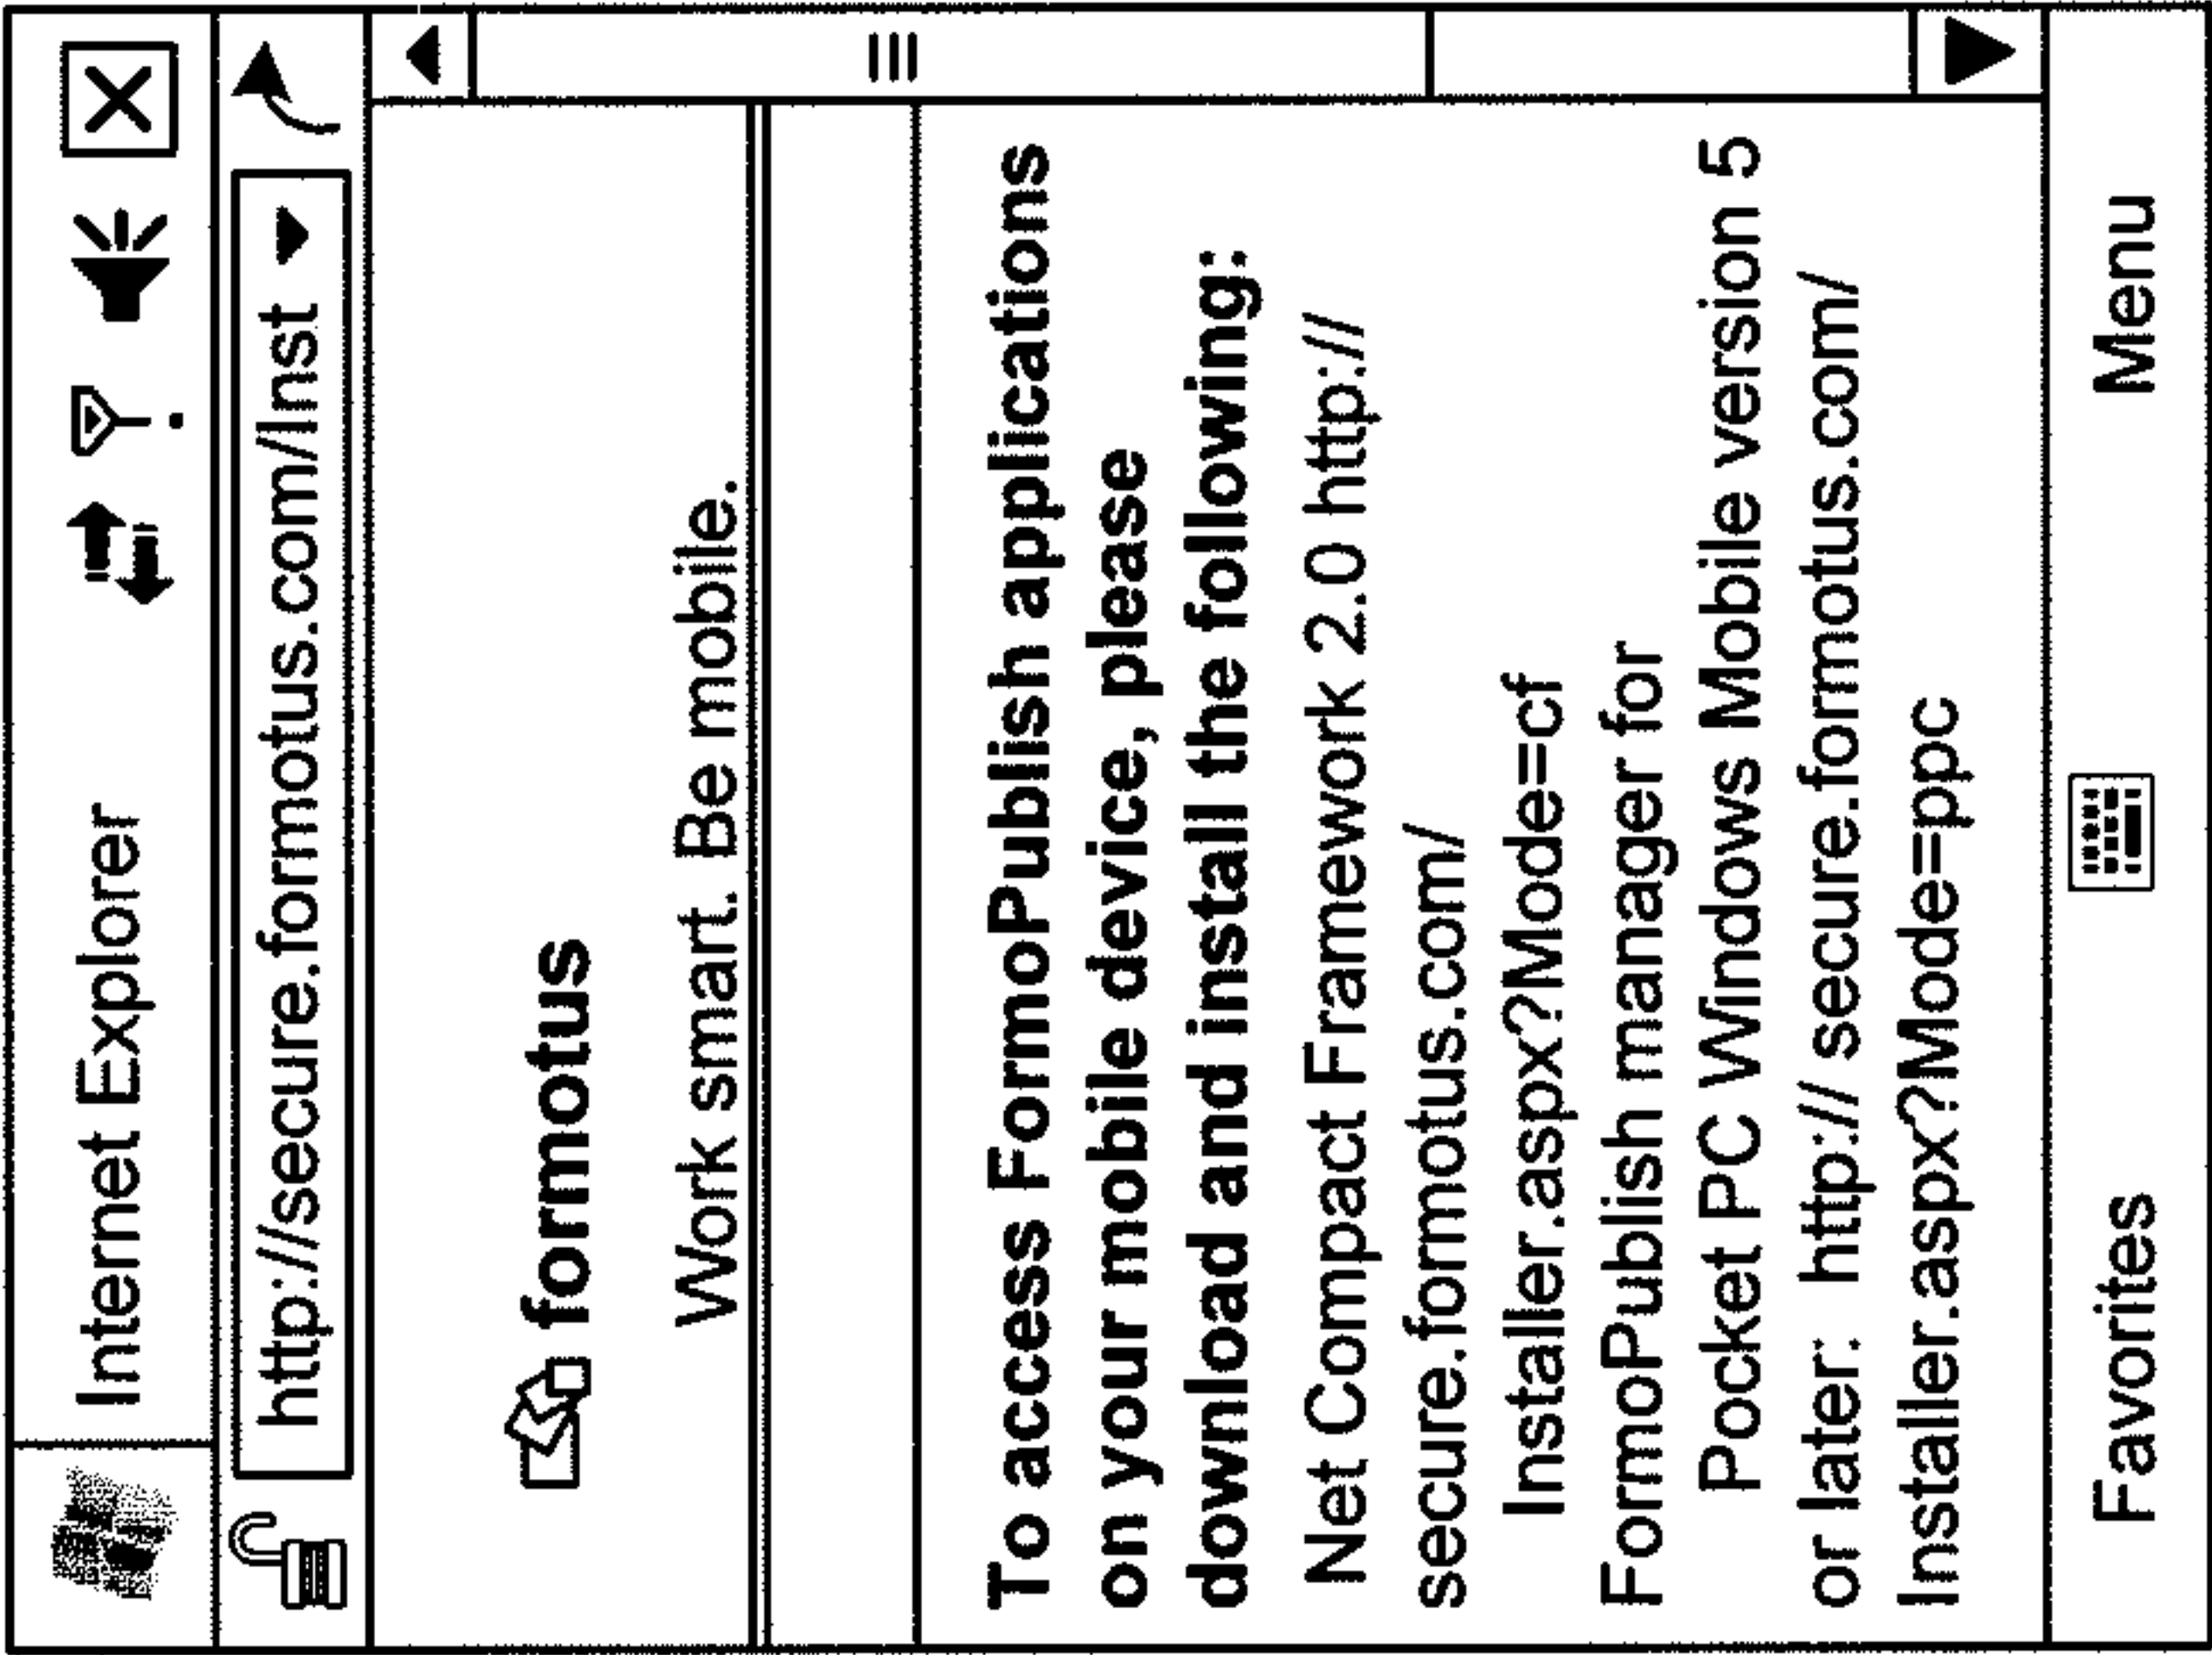 Internet Explorer
http://secure.formotus.com/Inst
formotus
Work smart. Be mobile.
To access FormoPublish applications
on your mobile device, please
download and install the following:
Net Compact Framework 2.0 http://
secure.formotus.com/
Installer.aspx?Mode=cf
FormoPublish manager for
Pocket PC Windows Mobile version 5
or later: http:// secure.formotus.com/
Installer.aspx?Mode=ppc
Favorites Menu